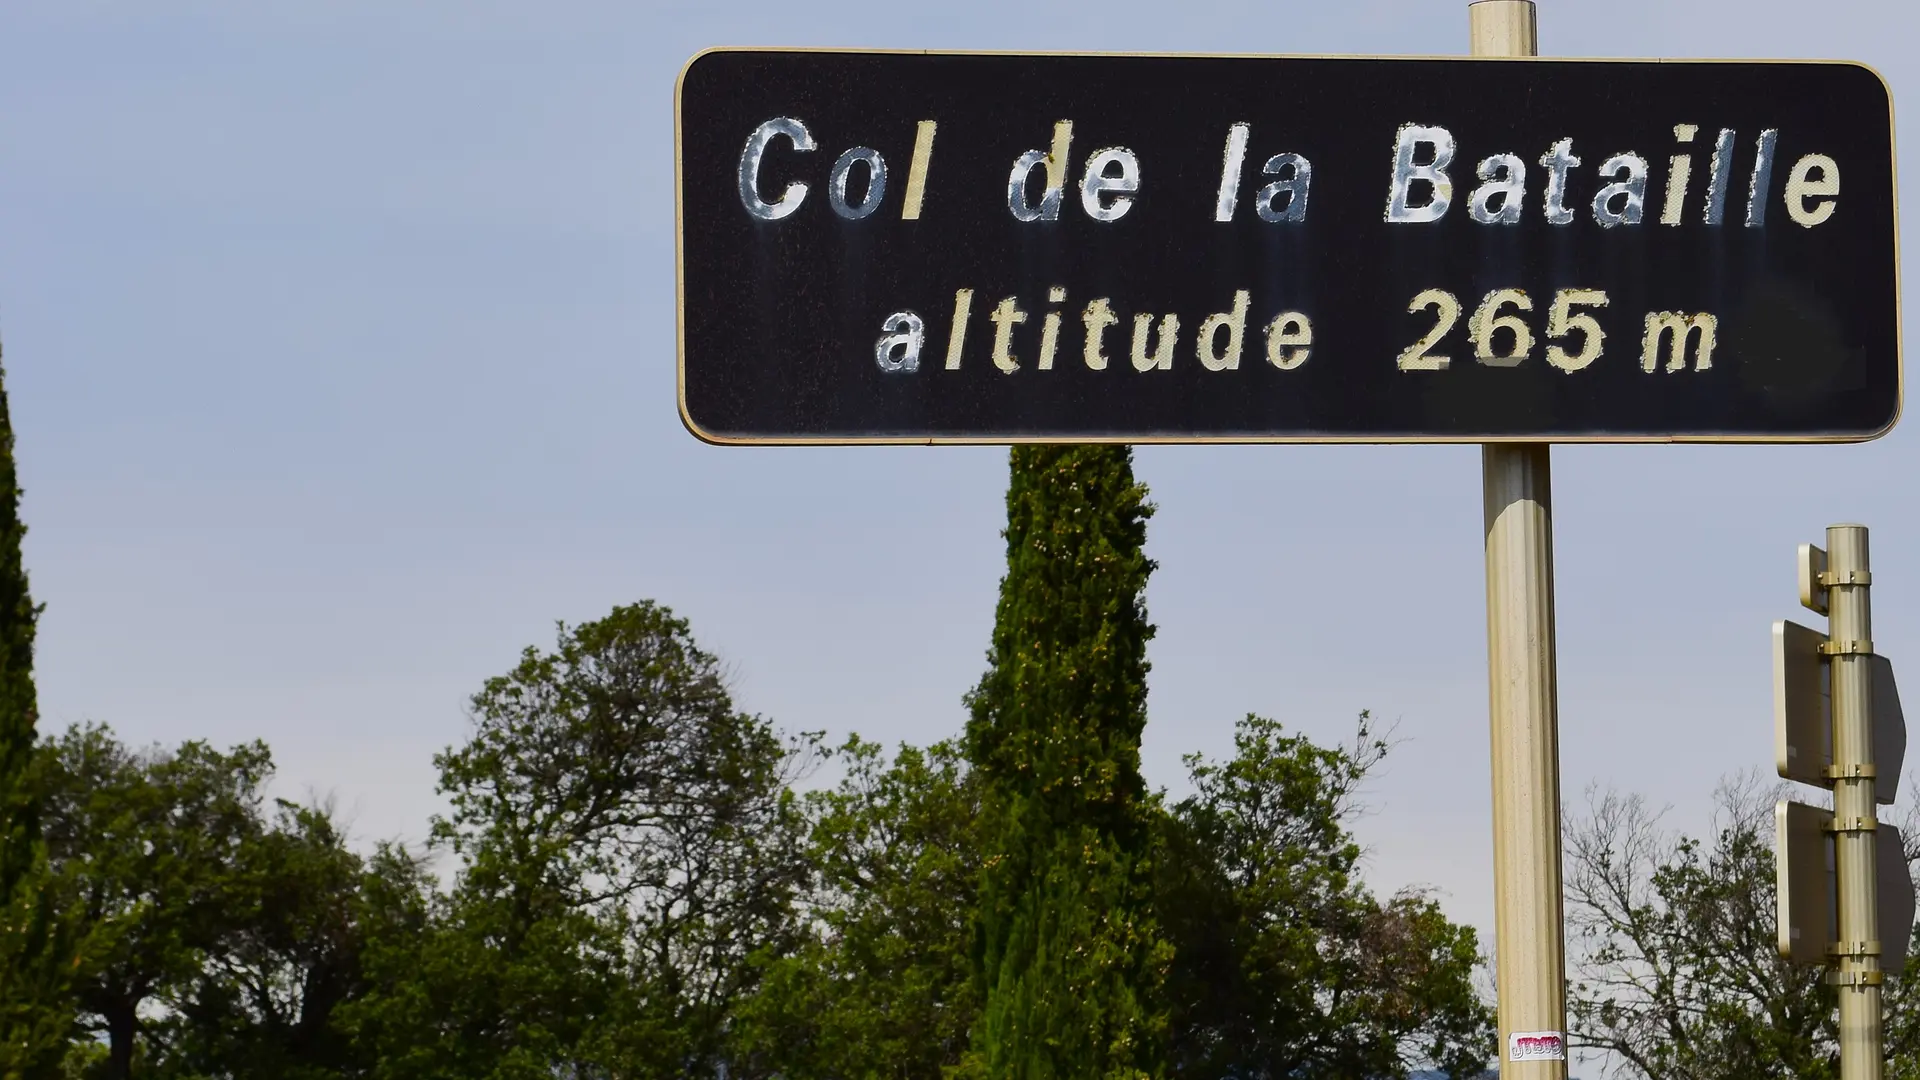 Col de la Bataille
altitude 265 m